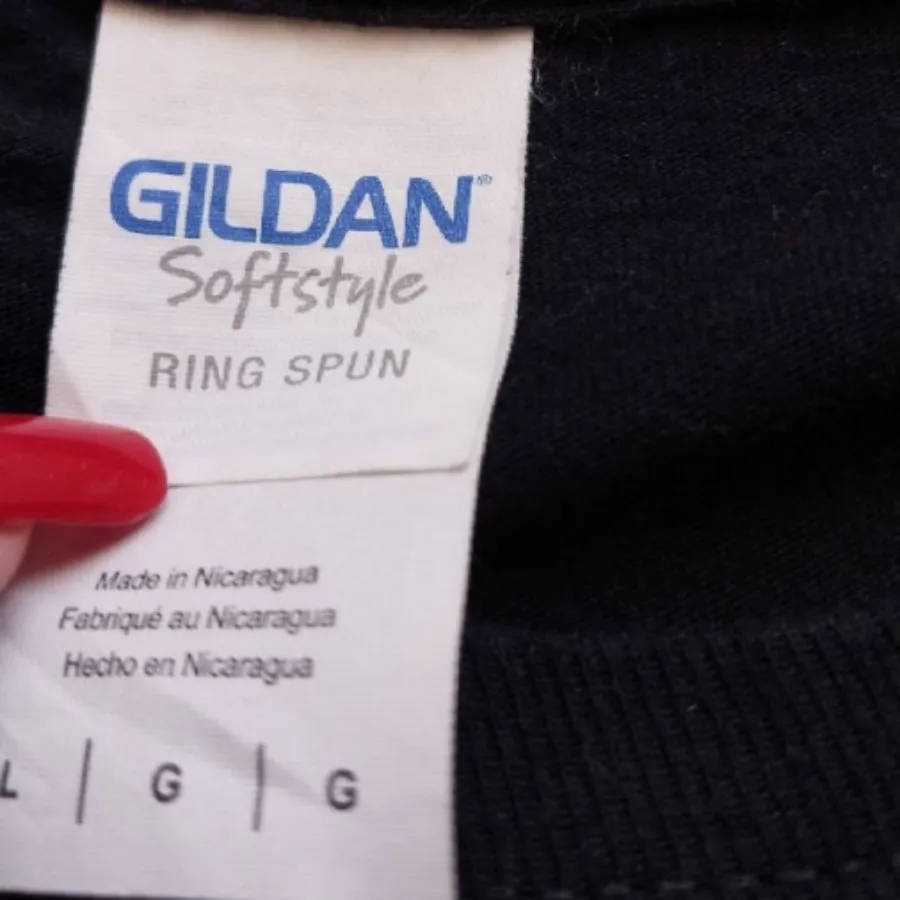 GILDAN®
Softstyle
RING SPUN
Made in Nicaragua
Fabriqué au Nicaragua
Hecho en Nicaragua
L | G | G